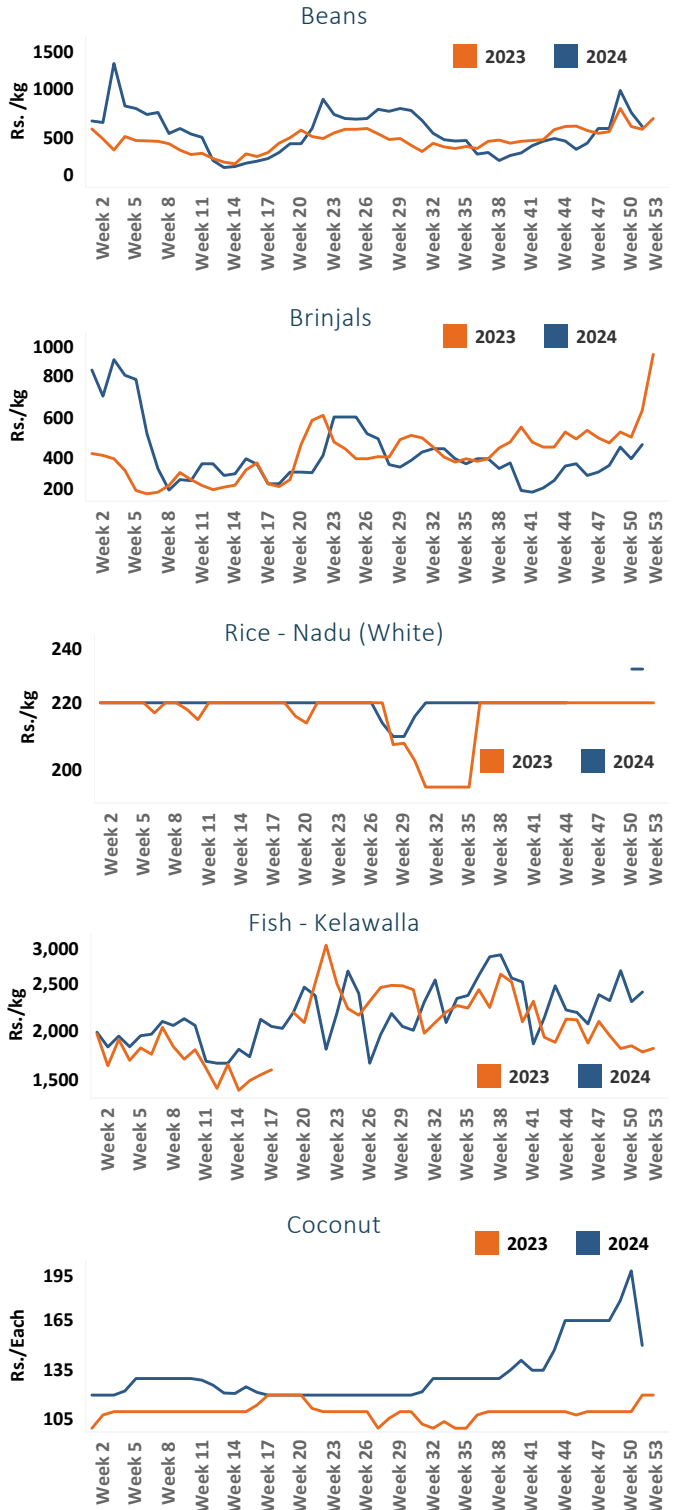 Beans
2023 2024
Rs. /kg
1500
1000
500
0
Week 2 Week 5 Week 8 Week 11 Week 14 Week 17 Week 20 Week 23 Week 26 Week 29 Week 32 Week 35 Week 38 Week 41 Week 44 Week 47 Week 50 Week 53
Brinjals
2023 2024
Rs./kg
1000
800
600
400
200
Week 2 Week 5 Week 8 Week 11 Week 14 Week 17 Week 20 Week 23 Week 26 Week 29 Week 32 Week 35 Week 38 Week 41 Week 44 Week 47 Week 50 Week 53
Rice - Nadu (White)
Rs./kg
240
220
200
2023 2024
Week 2 Week 5 Week 8 Week 11 Week 14 Week 17 Week 20 Week 23 Week 26 Week 29 Week 32 Week 35 Week 38 Week 41 Week 44 Week 47 Week 50 Week 53
Fish - Kelawalla
Rs./kg
3,000
2,500
2,000
1,500
2023 2024
Week 2 Week 5 Week 8 Week 11 Week 14 Week 17 Week 20 Week 23 Week 26 Week 29 Week 32 Week 35 Week 38 Week 41 Week 44 Week 47 Week 50 Week 53
Coconut
2023 2024
Rs./Each
195
165
135
105
Week 2 Week 5 Week 8 Week 11 Week 14 Week 17 Week 20 Week 23 Week 26 Week 29 Week 32 Week 35 Week 38 Week 41 Week 44 Week 47 Week 50 Week 53